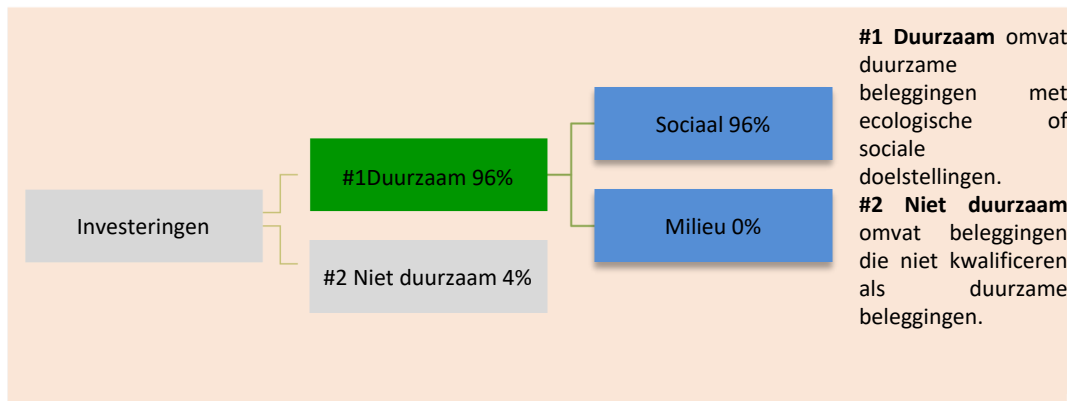 Investeringen
#1Duurzaam 96%
#2 Niet duurzaam 4%
Sociaal 96%
Milieu 0%
#1 Duurzaam omvat
duurzame
beleggingen met
ecologische of
sociale
doelstellingen.
#2 Niet duurzaam
omvat beleggingen
die niet kwalificeren
als duurzame
beleggingen.